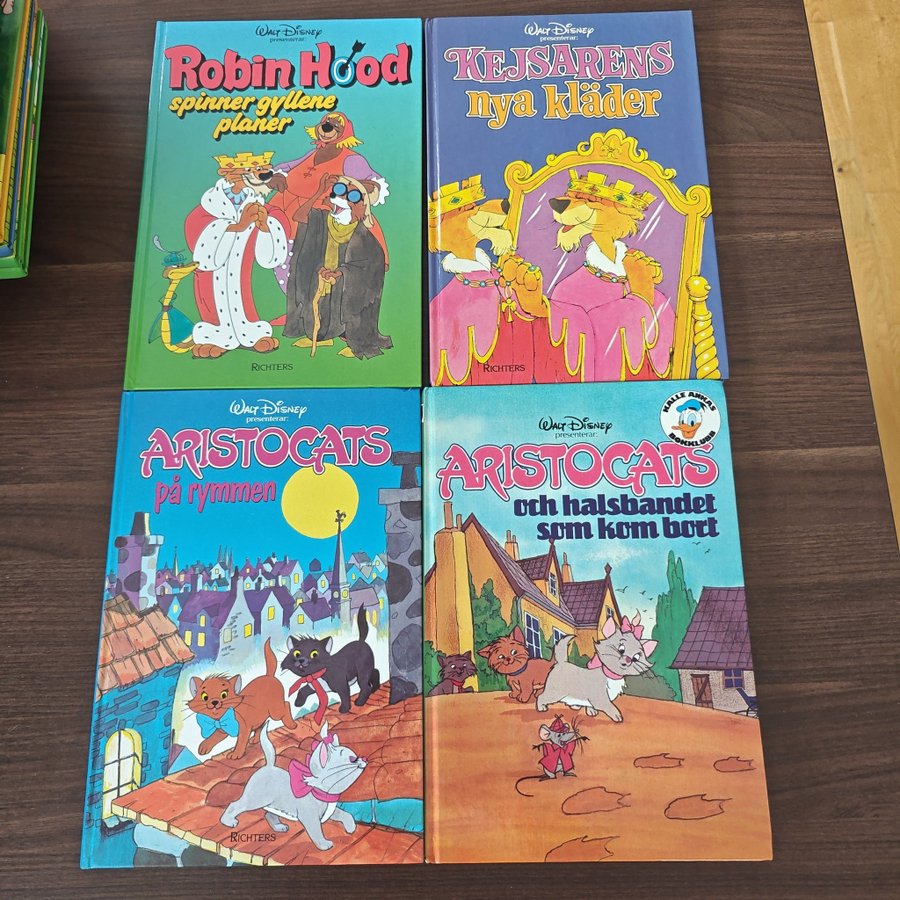 Walt Disney
presenterar:
Robin Hood
spinner gyllene
planer
RICHTERS
Walt Disney
presenterar:
KEJSARENS
nya kläder
RICHTERS
Walt Disney
presenterar:
ARISTOCATS
på rymmen
RICHTERS
KALLE ANKAS
BOKKLUBB
Walt Disney
presenterar:
ARISTOCATS
och halsbandet
som kom bort